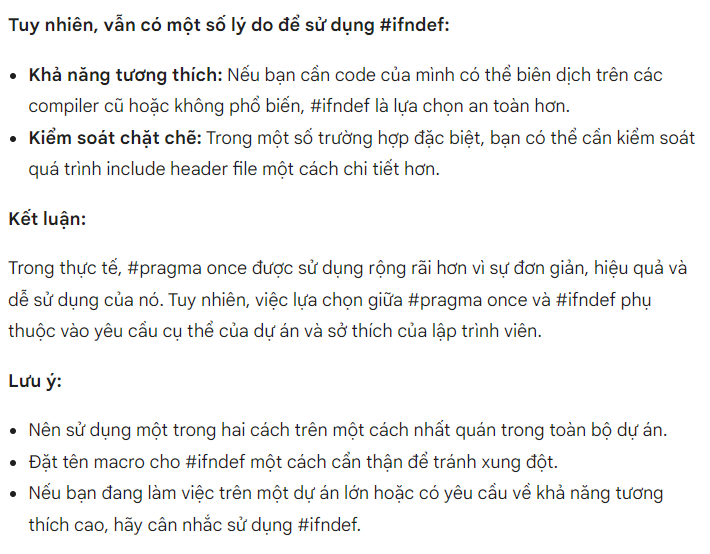 Tuy nhiên, vẫn có một số lý do để sử dụng #ifndef:
• Khả năng tương thích: Nếu bạn cần code của mình có thể biên dịch trên các
compiler cũ hoặc không phổ biến, #ifndef là lựa chọn an toàn hơn.
• Kiểm soát chặt chẽ: Trong một số trường hợp đặc biệt, bạn có thể cần kiểm soát
quá trình include header file một cách chi tiết hơn.
Kết luận:
Trong thực tế, #pragma once được sử dụng rộng rãi hơn vì sự đơn giản, hiệu quả và
dễ sử dụng của nó. Tuy nhiên, việc lựa chọn giữa #pragma once và #ifndef phụ
thuộc vào yêu cầu cụ thể của dự án và sở thích của lập trình viên.
Lưu ý:
• Nên sử dụng một trong hai cách trên một cách nhất quán trong toàn bộ dự án.
• Đặt tên macro cho #ifndef một cách cẩn thận để tránh xung đột.
• Nếu bạn đang làm việc trên một dự án lớn hoặc có yêu cầu về khả năng tương
thích cao, hãy cân nhắc sử dụng #ifndef.